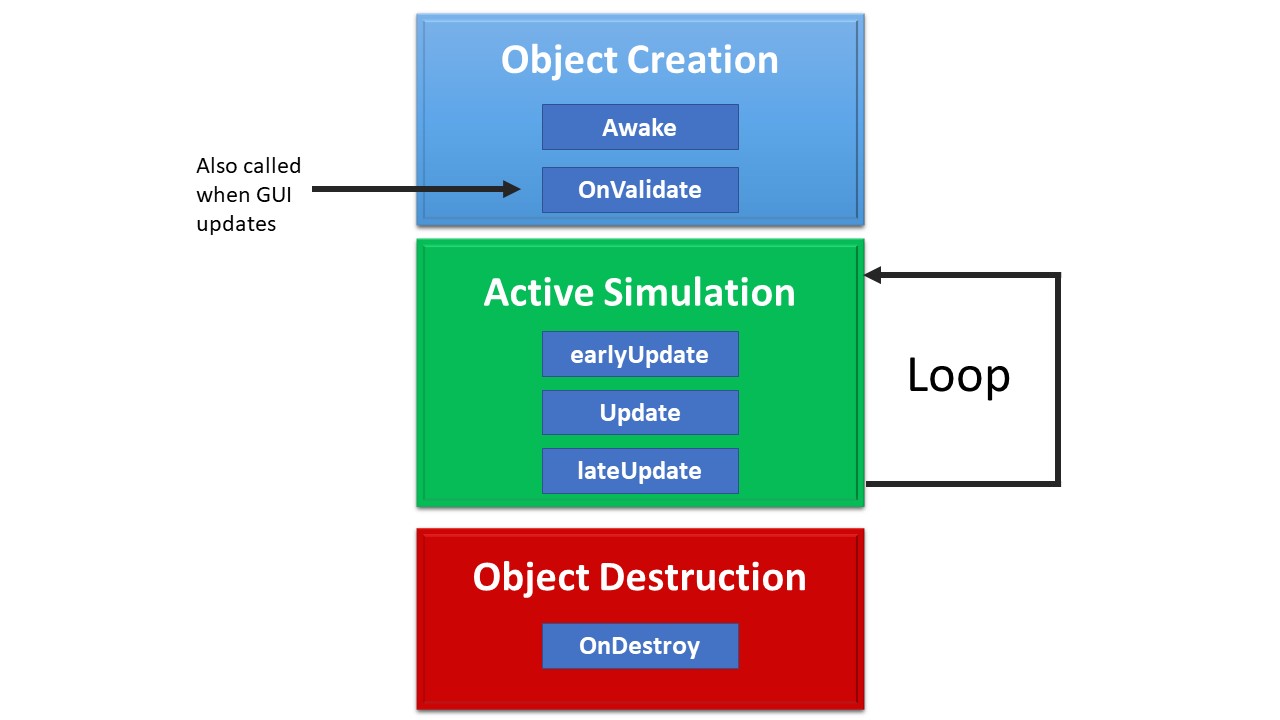 Object Creation
Awake
Also called
when GUI
updates
OnValidate
Active Simulation
earlyUpdate
Update
lateUpdate
Loop
Object Destruction
OnDestroy